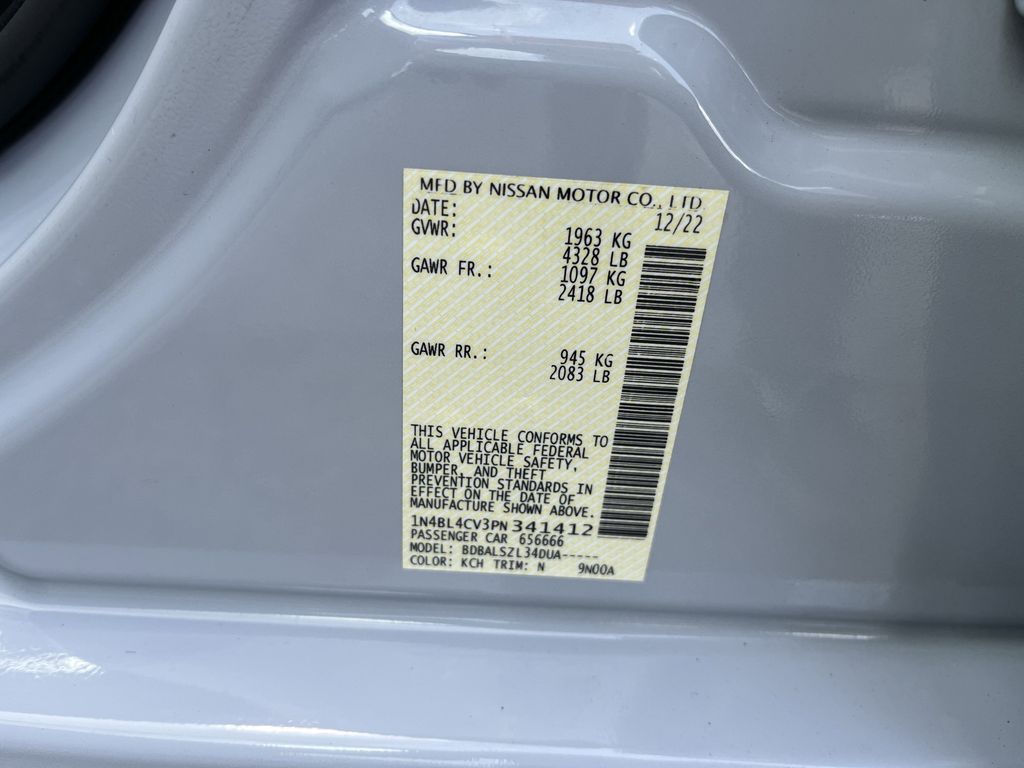 MFD BY NISSAN MOTOR CO., LTD.
DATE: 12/22
GVWR: 1963 KG
4328 LB
GAWR FR.: 1097 KG
2418 LB
GAWR RR.: 945 KG
2083 LB
THIS VEHICLE CONFORMS TO
ALL APPLICABLE FEDERAL
MOTOR VEHICLE SAFETY,
BUMPER, AND THEFT
PREVENTION STANDARDS IN
EFFECT ON THE DATE OF
MANUFACTURE SHOWN ABOVE.
1N4BL4CV3PN341412
PASSENGER CAR 656666
MODEL: BDBALSZL34DUA-----
COLOR: KCH TRIM: N 9N00A